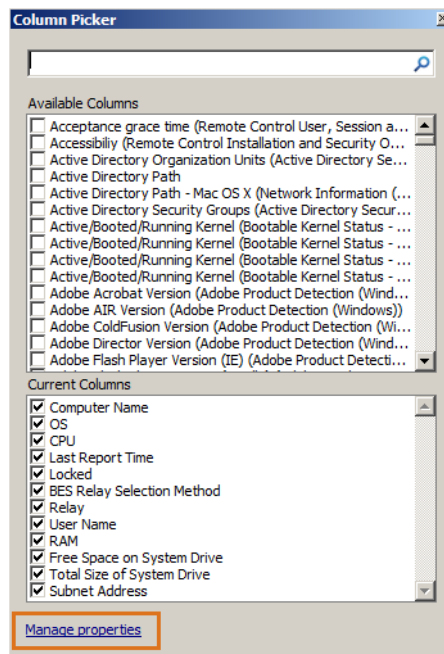 Column Picker
Available Columns
Acceptance grace time (Remote Control User, Session a...
Accessibiliy (Remote Control Installation and Security O...
Active Directory Organization Units (Active Directory Se...
Active Directory Path
Active Directory Path - Mac OS X (Network Information (...
Active Directory Security Groups (Active Directory Secur...
Active/Booted/Running Kernel (Bootable Kernel Status - ...
Active/Booted/Running Kernel (Bootable Kernel Status - ...
Active/Booted/Running Kernel (Bootable Kernel Status - ...
Active/Booted/Running Kernel (Bootable Kernel Status - ...
Adobe Acrobat Version (Adobe Product Detection (Wind...
Adobe AIR Version (Adobe Product Detection (Windows))
Adobe ColdFusion Version (Adobe Product Detection (Wi...
Adobe Director Version (Adobe Product Detection (Wind...
Adobe Flash Player Version (IE) (Adobe Product Detecti...
Current Columns
Computer Name
OS
CPU
Last Report Time
Locked
BES Relay Selection Method
Relay
User Name
RAM
Free Space on System Drive
Total Size of System Drive
Subnet Address
Manage properties